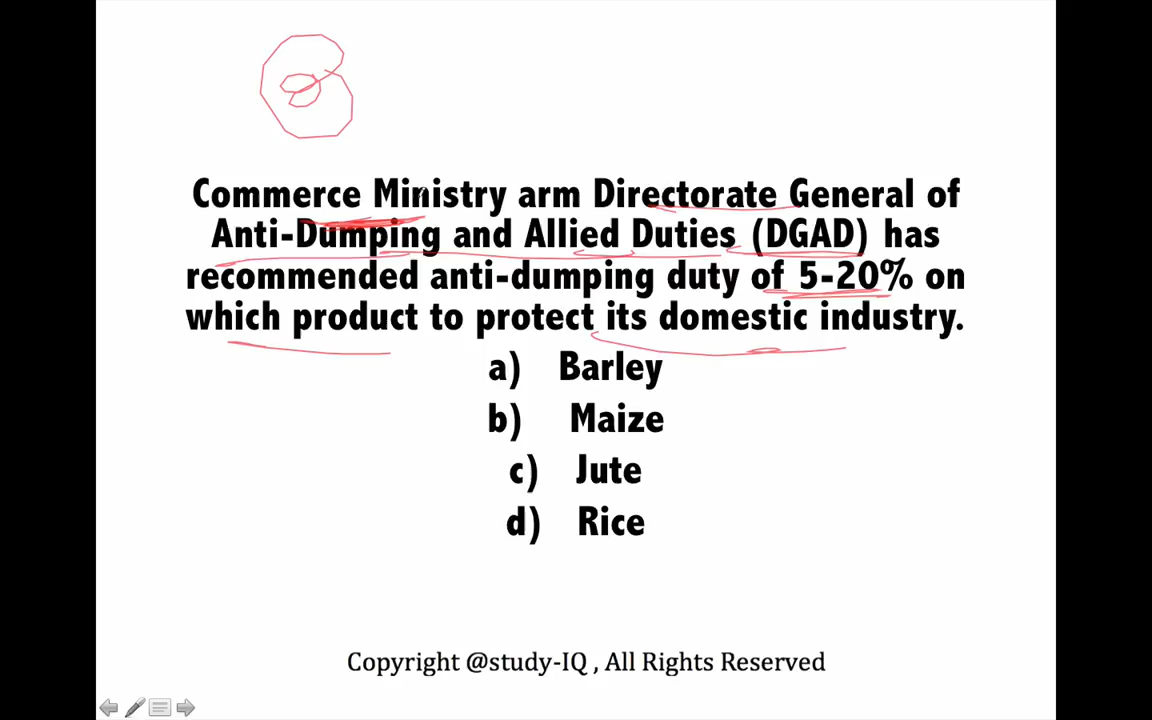 Commerce Ministry arm Directorate General of
Anti-Dumping and Allied Duties (DGAD) has
recommended anti-dumping duty of 5-20% on
which product to protect its domestic industry.
a) Barley
b) Maize
c) Jute
d) Rice
Copyright @study-IQ , All Rights Reserved